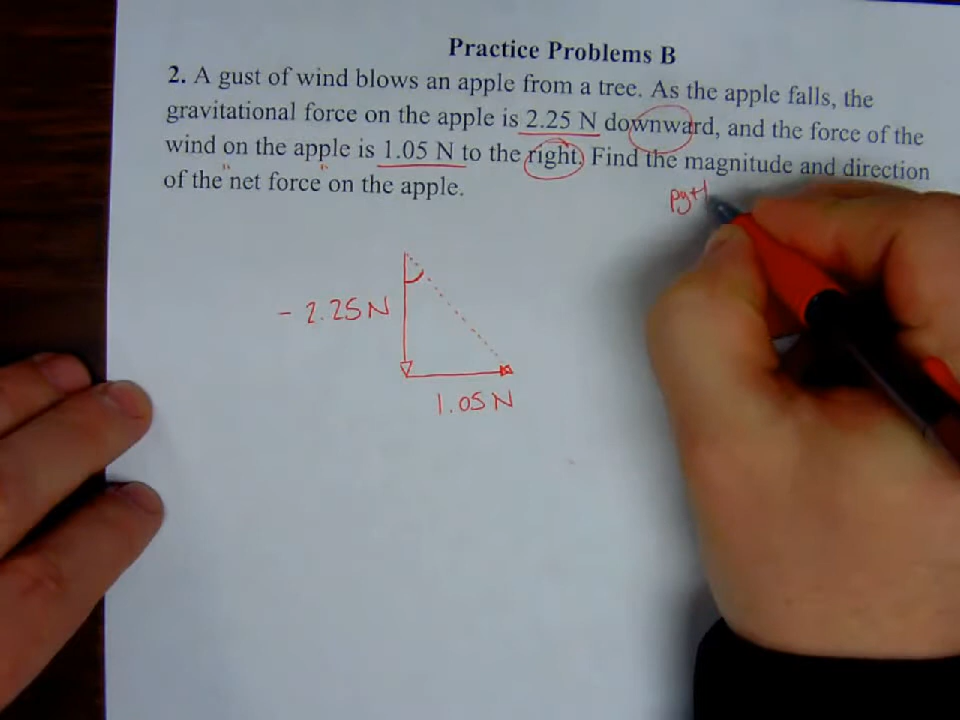 Practice Problems B
2. A gust of wind blows an apple from a tree. As the apple falls, the
gravitational force on the apple is 2.25 N downward, and the force of the
wind on the apple is 1.05 N to the right. Find the magnitude and direction
of the "net force" on the apple.
pyt
- 2.25N
1.05N